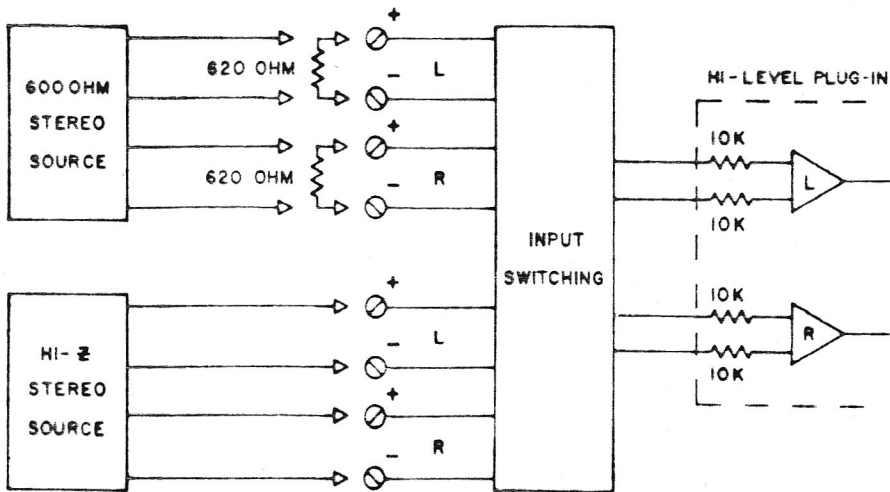 600 OHM
STEREO
SOURCE
620 OHM
620 OHM
+
-
L
+
-
R
HI-Z
STEREO
SOURCE
+
-
L
+
-
R
INPUT
SWITCHING
HI-LEVEL PLUG-IN
10K
10K
L
10K
10K
R